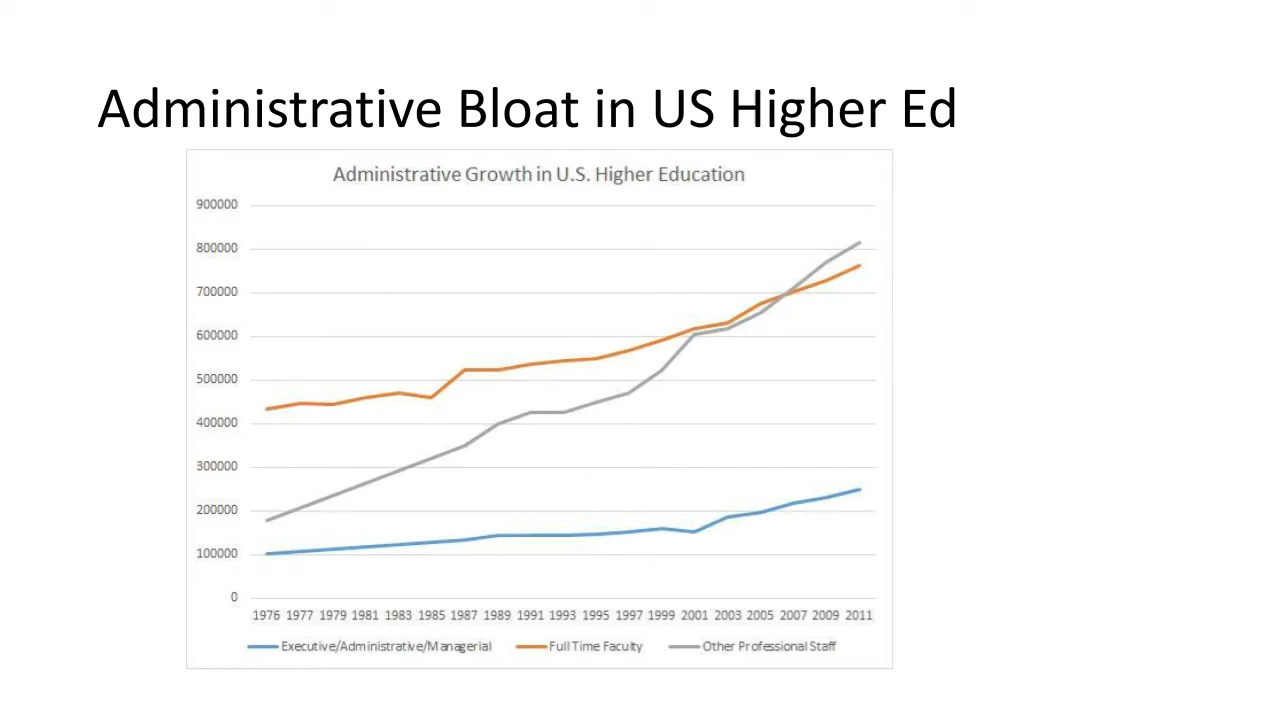 Administrative Bloat in US Higher Ed
Administrative Growth in U.S. Higher Education
900000
800000
700000
600000
500000
400000
300000
200000
100000
0
1976 1977 1979 1981 1983 1985 1987 1989 1991 1993 1995 1997 1999 2001 2003 2005 2007 2009 2011
Executive/Administrative/Managerial Full Time Faculty Other Professional Staff